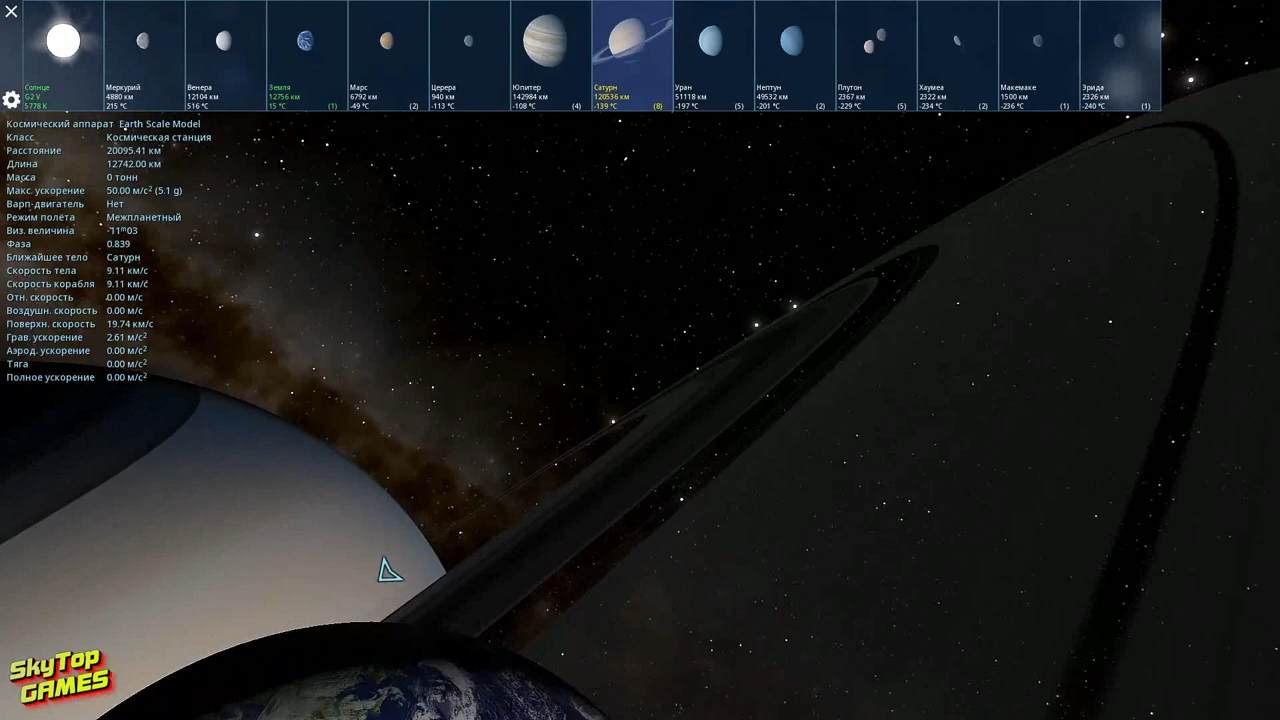 Солнце
G2 V
5778 K
Меркурий
4880 км
215 °C
Венера
12104 км
516 °C
Земля
12756 км
15 °C (1)
Марс
6792 км
-49 °C (2)
Церера
940 км
-113 °C
Юпитер
142984 км
-108 °C (4)
Сатурн
120536 км
-139 °C (8)
Уран
51118 км
-197 °C (5)
Нептун
49532 км
-201 °C (2)
Плутон
2367 км
-229 °C (5)
Хаумеа
2322 км
-234 °C (2)
Макемаке
1500 км
-236 °C (1)
Эрида
2326 км
-240 °C (1)
Космический аппарат Earth Scale Model
Класс Космическая станция
Расстояние 20095.41 км
Длина 12742.00 км
Масса 0 тонн
Макс. ускорение 50.00 м/с² (5.1 g)
Варп-двигатель Нет
Режим полёта Межпланетный
Виз. величина -11ᵐ03
Фаза 0.839
Ближайшее тело Сатурн
Скорость тела 9.11 км/с
Скорость корабля 9.11 км/с
Отн. скорость 0.00 м/с
Воздушн. скорость 0.00 м/с
Поверхн. скорость 19.74 км/с
Грав. ускорение 2.61 м/с²
Аэрод. ускорение 0.00 м/с²
Тяга 0.00 м/с²
Полное ускорение 0.00 м/с²
SkyTop
GAMES